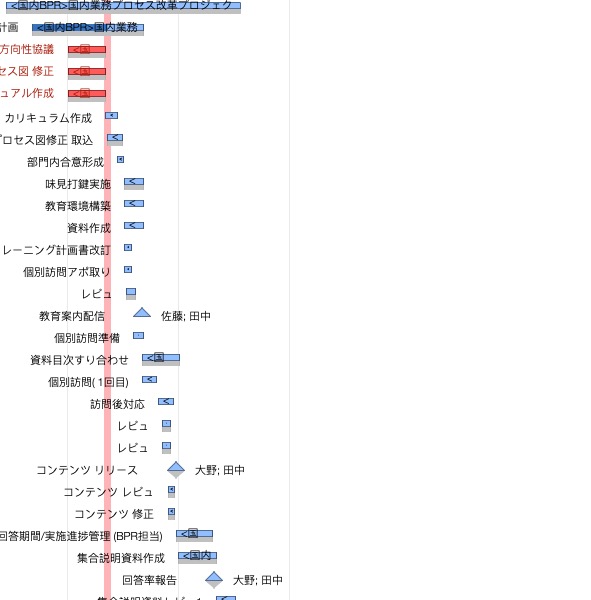 <国内BPR>国内業務プロセス改革プロジェク
計画 <国内BPR>国内業務
方向性協議 <国
セス図 修正 <国
ュアル作成 <国
カリキュラム作成 <
プロセス図修正 取込 <
部門内合意形成
味見打鍵実施 <
教育環境構築 <
資料作成 <
レーニング計画書改訂
個別訪問アポ取り
レビュ
教育案内配信 佐藤; 田中
個別訪問準備
資料目次すり合わせ <国
個別訪問( 1回目) <
訪問後対応 <
レビュ
レビュ
コンテンツ リリース 大野; 田中
コンテンツ レビュ <
コンテンツ 修正 <
回答期間/実施進捗管理 (BPR担当) <国
集合説明資料作成 <国内
回答率報告 大野; 田中
集合説明資料レビュ1 <